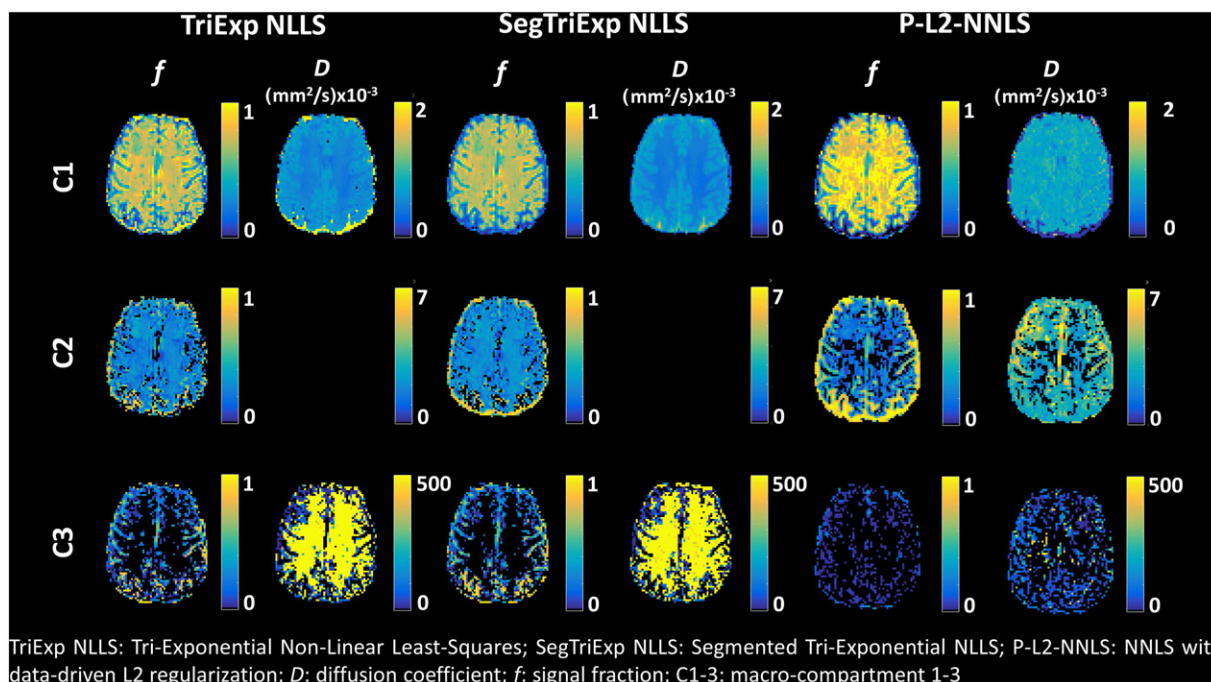 TriExp NLLS SegTriExp NLLS P-L2-NNLS
f D f D f D
(mm²/s)x10⁻³ (mm²/s)x10⁻³ (mm²/s)x10⁻³
C1 1 2 1 2 1 2
0 0 0 0 0 0
C2 1 7 1 7 1 7
0 0 0 0 0 0
C3 1 500 1 500 1 500
0 0 0 0 0 0
TriExp NLLS: Tri-Exponential Non-Linear Least-Squares; SegTriExp NLLS: Segmented Tri-Exponential NLLS; P-L2-NNLS: NNLS wit
data-driven L2 regularization; D: diffusion coefficient; f: signal fraction; C1-3: macro-compartment 1-3